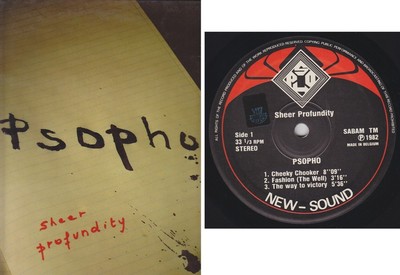 Psopho
sheer
profundity
PSO
Sheer Profundity
Side 1
33 1/3 RPM
STEREO
SABAM TM
℗ 1982
MADE IN BELGIUM
PSOPHO
1. Cheeky Chooker 8''09''
2. Fashion (The Well) 3'16''
3. The way to victory 5'36''
NEW-SOUND